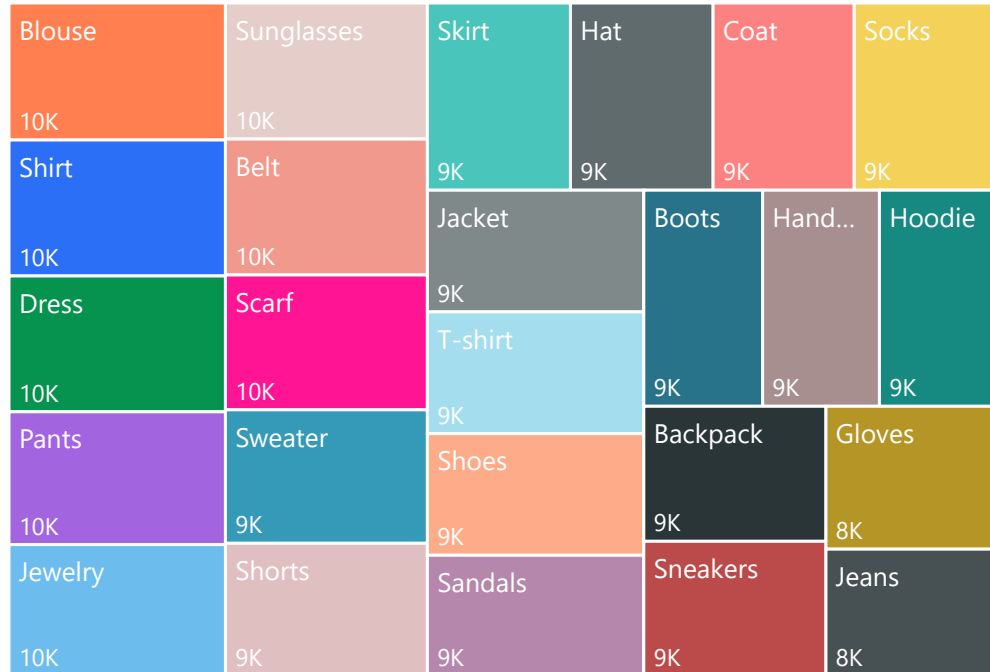 Blouse
10K
Shirt
10K
Dress
10K
Pants
10K
Jewelry
10K
Sunglasses
10K
Belt
10K
Scarf
10K
Sweater
9K
Shorts
9K
Skirt
9K
Hat
9K
Coat
9K
Socks
9K
Jacket
9K
T-shirt
9K
Shoes
9K
Sandals
9K
Boots
9K
Hand...
9K
Hoodie
9K
Backpack
9K
Sneakers
9K
Gloves
8K
Jeans
8K